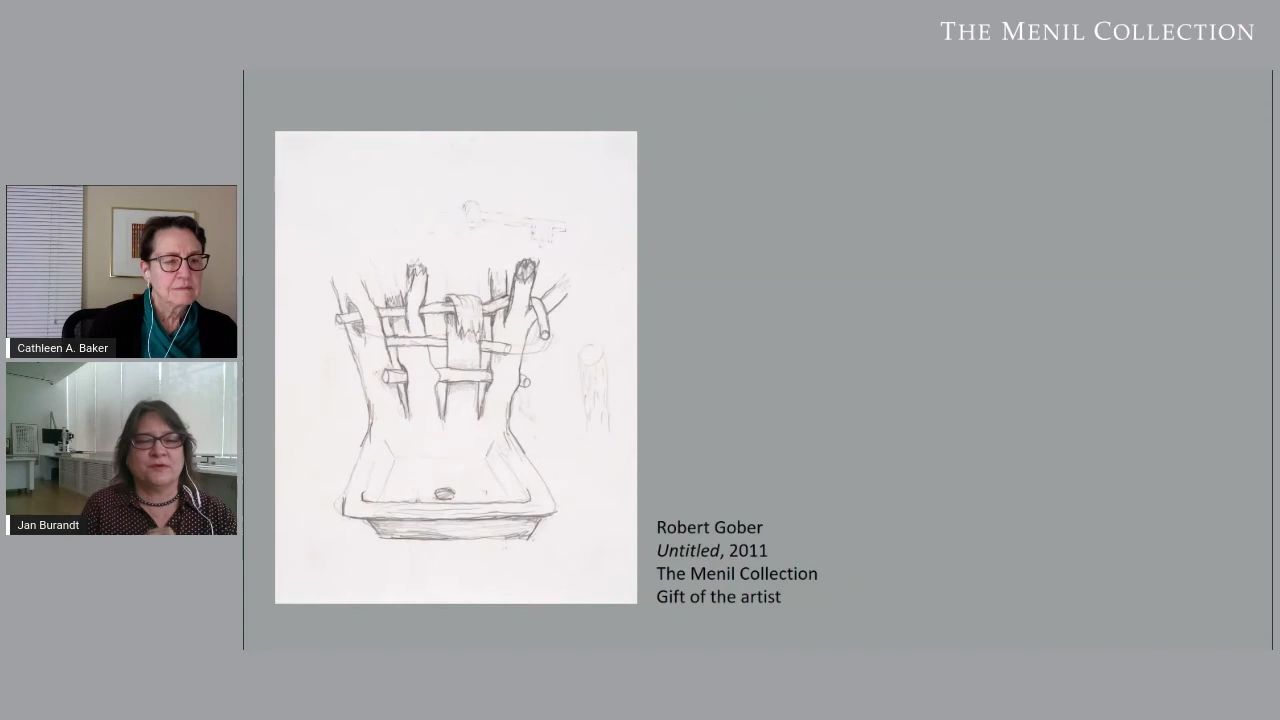 THE MENIL COLLECTION
Cathleen A. Baker
Jan Burandt
Robert Gober
Untitled, 2011
The Menil Collection
Gift of the artist